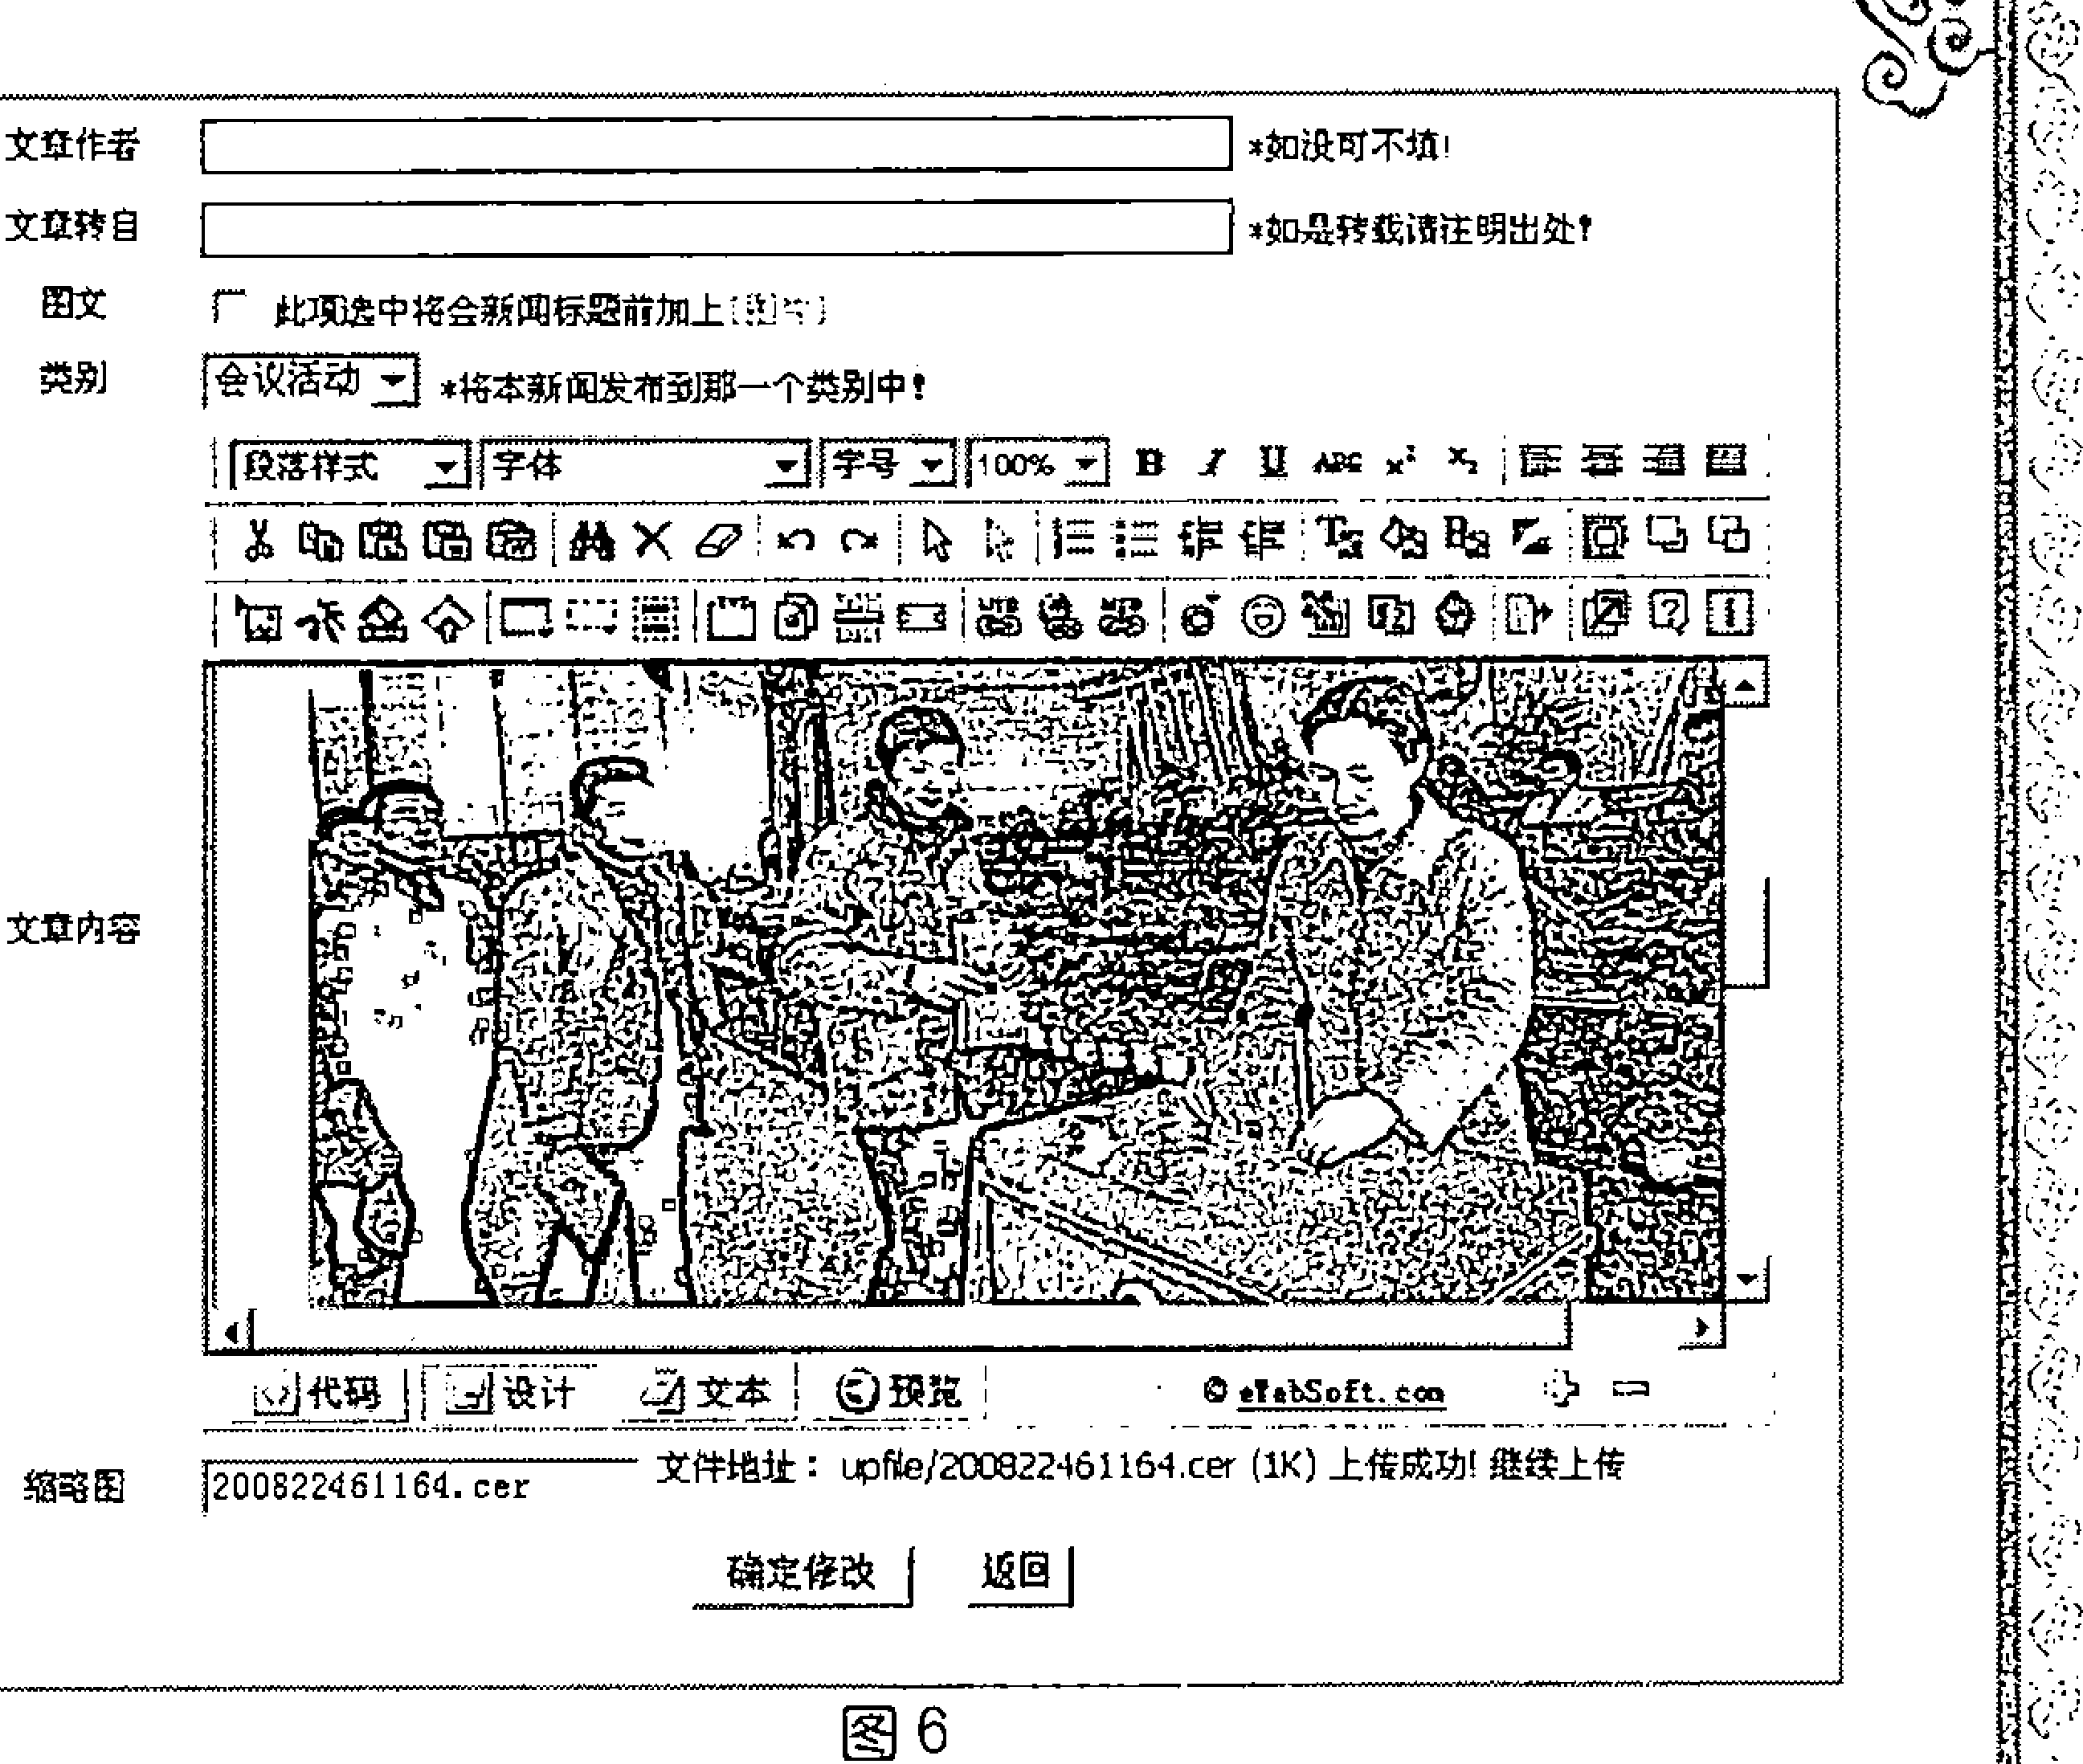 文章作者 *如没可不填!
文章转自 *如是转载请注明出处!
图文 此项选中将会新闻标题前加上[图片]
类别 会议活动 *将本新闻发布到那一个类别中!
段落样式 字体 字号 100% B I U ABC x² x₂
文章内容
代码 设计 文本 预览 © eWebSoft.com
缩略图 200822461164.cer 文件地址: upfile/200822461164.cer (1K) 上传成功! 继续上传
确定修改 返回
图 6